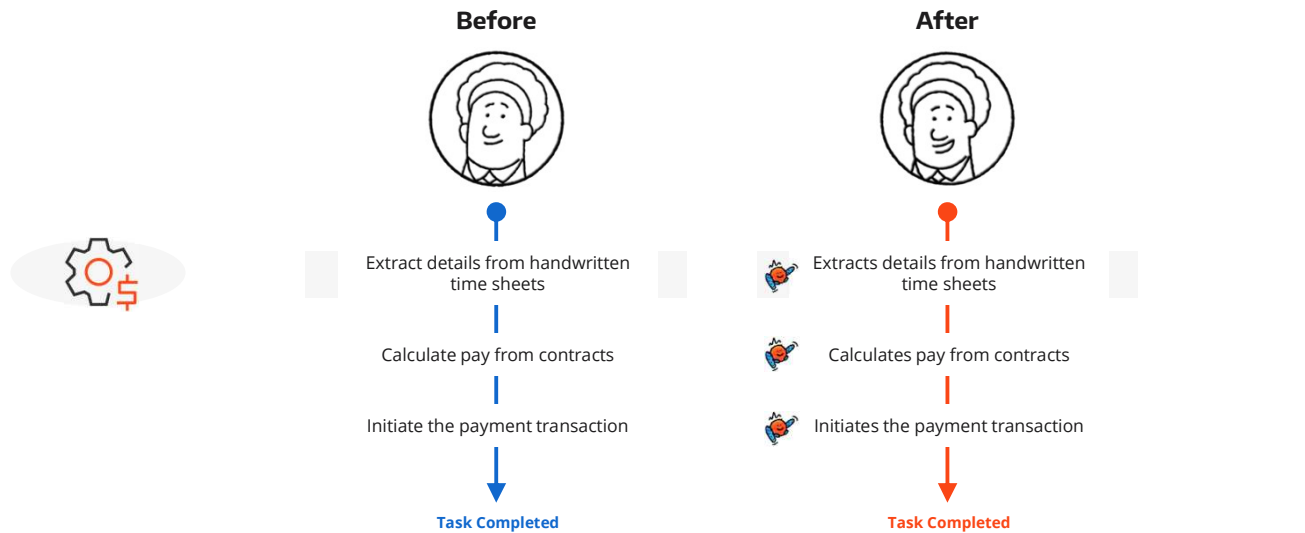 Before
After
Extract details from handwritten
time sheets
Extracts details from handwritten
time sheets
Calculate pay from contracts
Calculates pay from contracts
Initiate the payment transaction
Initiates the payment transaction
Task Completed
Task Completed